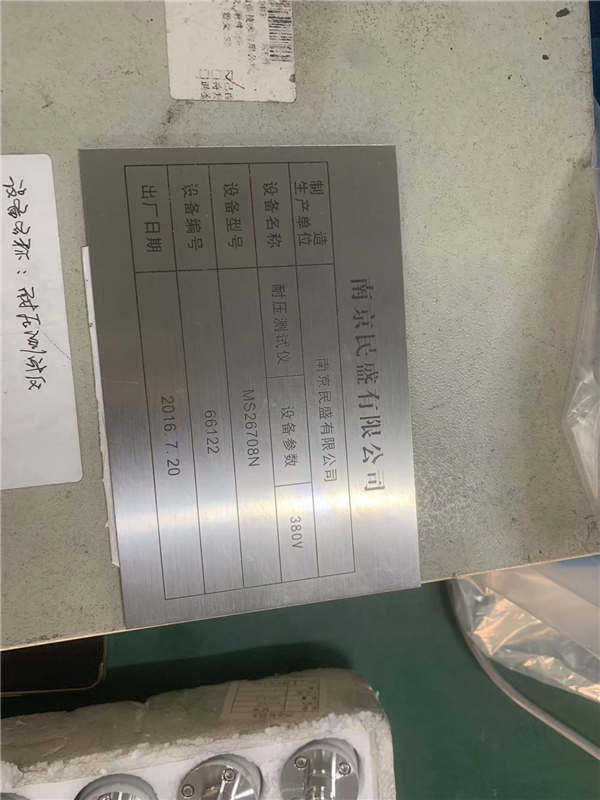 南京民盛有限公司
制造
生产单位 南京民盛有限公司
设备名称 耐压测试仪 设备参数 380V
设备型号 MS26708N
设备编号 66122
出厂日期 2016.7.20
设备名称：耐压测试仪